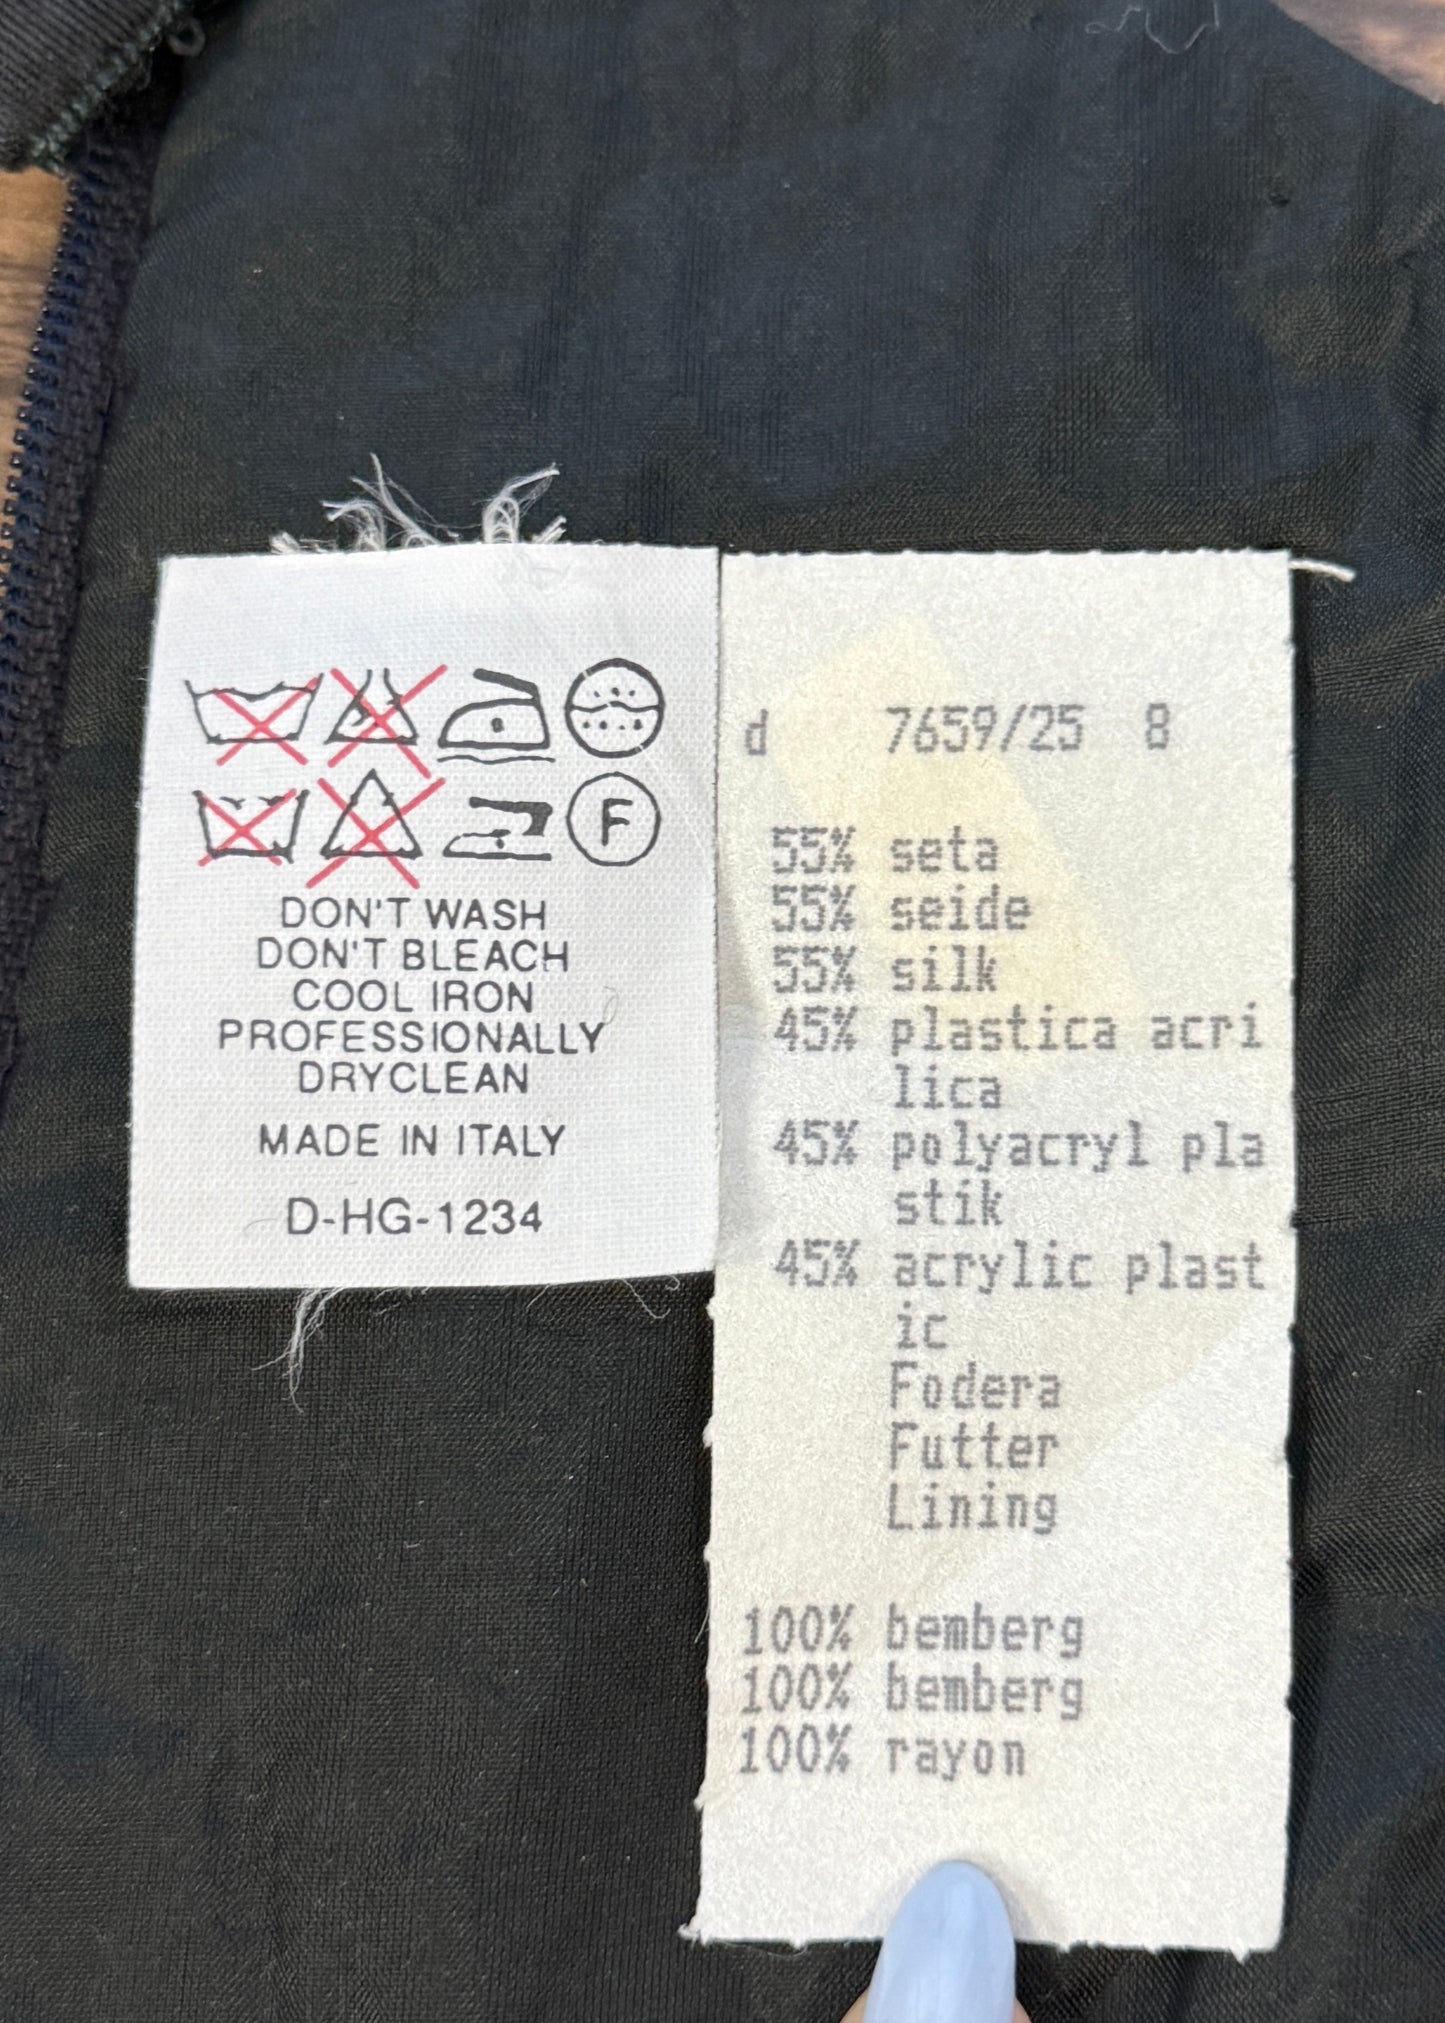 F
DON'T WASH
DON'T BLEACH
COOL IRON
PROFESSIONALLY
DRYCLEAN
MADE IN ITALY
D-HG-1234
d 7659/25 8
55% seta
55% seide
55% silk
45% plastica acri
lica
45% polyacryl pla
stik
45% acrylic plast
ic
Fodera
Futter
Lining
100% bemberg
100% bemberg
100% rayon